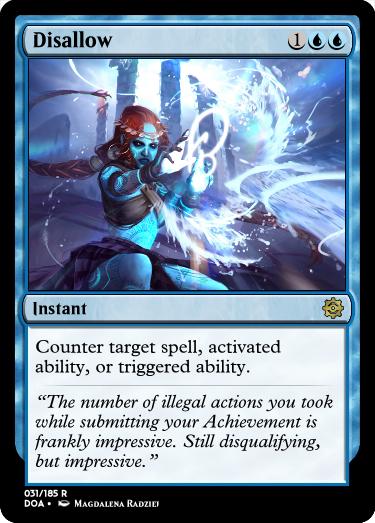 Disallow 1
Instant
Counter target spell, activated
ability, or triggered ability.
“The number of illegal actions you took
while submitting your Achievement is
frankly impressive. Still disqualifying,
but impressive.”
031/185 R
DOA • Magdalena Radziej